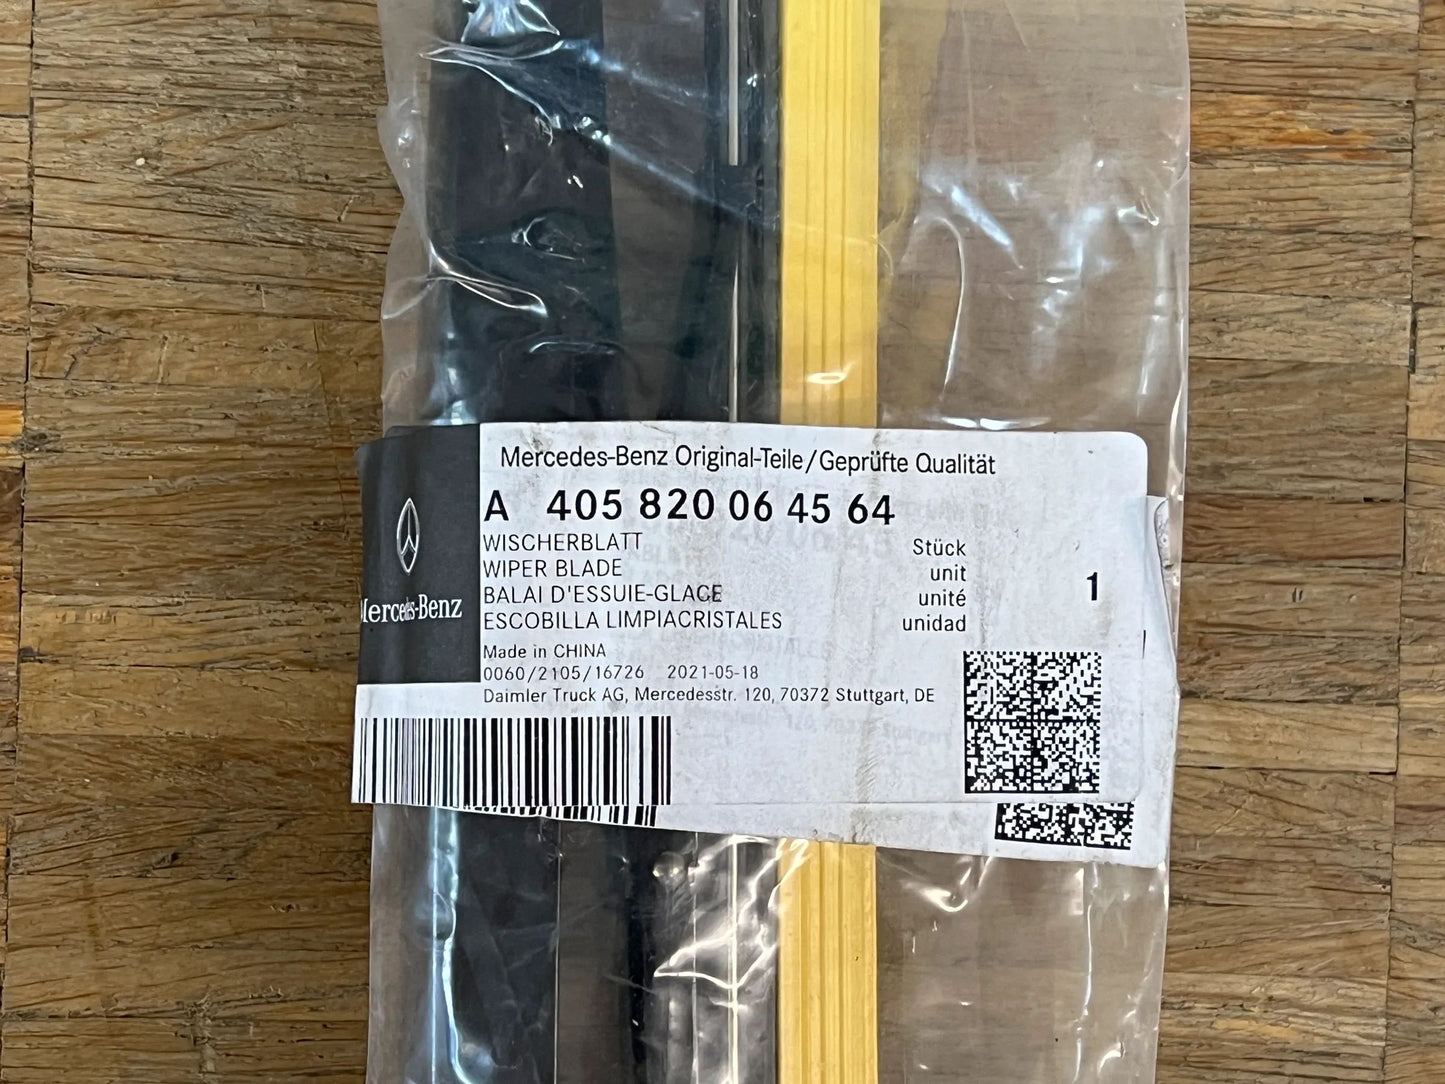 Mercedes-Benz Original-Teile/Geprüfte Qualität
A 405 820 06 45 64
WISCHERBLATT
WIPER BLADE
BALAI D'ESSUIE-GLACE
ESCOBILLA LIMPIACRISTALES
Stück
unit
unité
unidad
1
Mercedes-Benz
Made in CHINA
0060/2105/16726 2021-05-18
Daimler Truck AG, Mercedesstr. 120, 70372 Stuttgart, DE